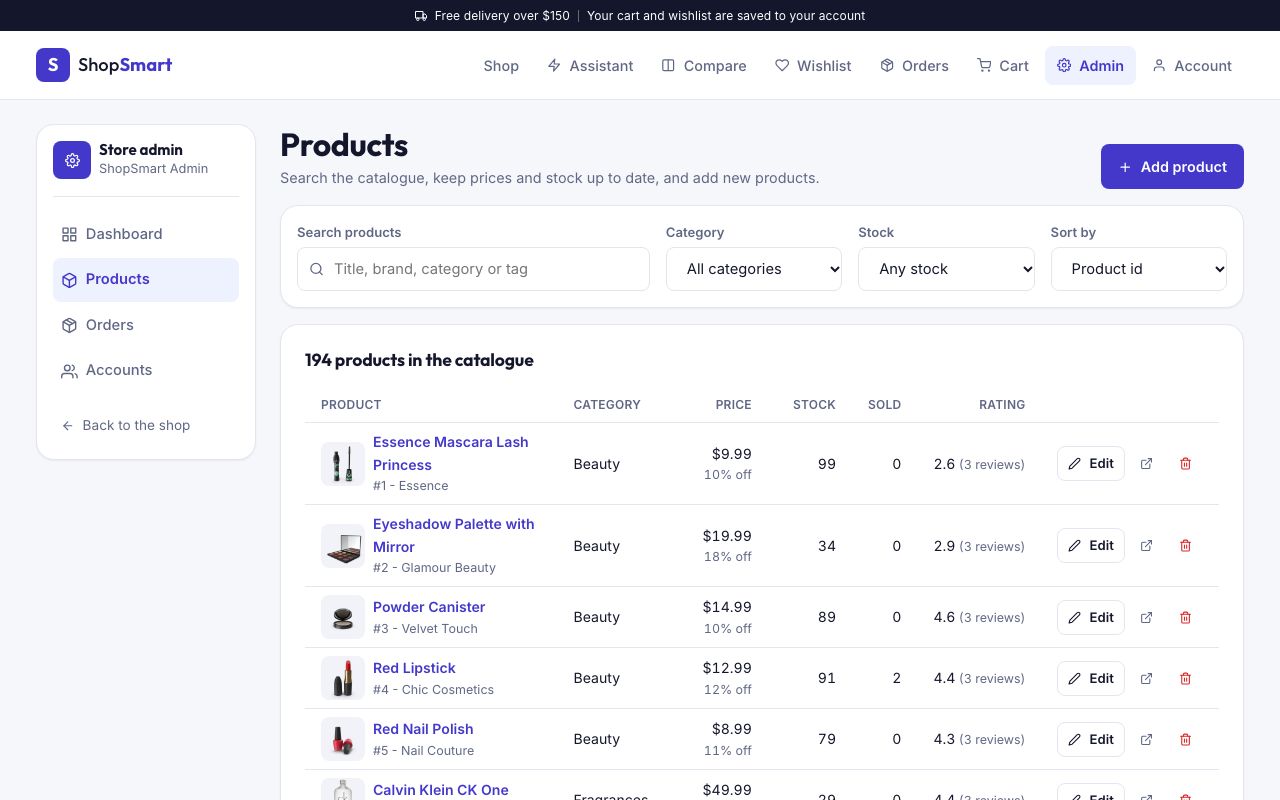 Free delivery over $150 | Your cart and wishlist are saved to your account
S ShopSmart
Shop Assistant Compare Wishlist Orders Cart Admin Account
Store admin
ShopSmart Admin
Dashboard
Products
Orders
Accounts
Back to the shop
Products
Search the catalogue, keep prices and stock up to date, and add new products.
Add product
Search products Category Stock Sort by
Title, brand, category or tag All categories Any stock Product id
194 products in the catalogue
PRODUCT CATEGORY PRICE STOCK SOLD RATING
Essence Mascara Lash Princess
#1 - Essence
Beauty $9.99 10% off 99 0 2.6 (3 reviews) Edit
Eyeshadow Palette with Mirror
#2 - Glamour Beauty
Beauty $19.99 18% off 34 0 2.9 (3 reviews) Edit
Powder Canister
#3 - Velvet Touch
Beauty $14.99 10% off 89 0 4.6 (3 reviews) Edit
Red Lipstick
#4 - Chic Cosmetics
Beauty $12.99 12% off 91 2 4.4 (3 reviews) Edit
Red Nail Polish
#5 - Nail Couture
Beauty $8.99 11% off 79 0 4.3 (3 reviews) Edit
Calvin Klein CK One
Fragrances $49.99 29 0 4.4 (3 reviews) Edit